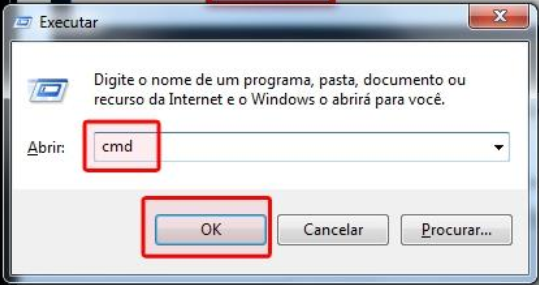 Executar
Digite o nome de um programa, pasta, documento ou
recurso da Internet e o Windows o abrirá para você.
Abrir: cmd
OK Cancelar Procurar...